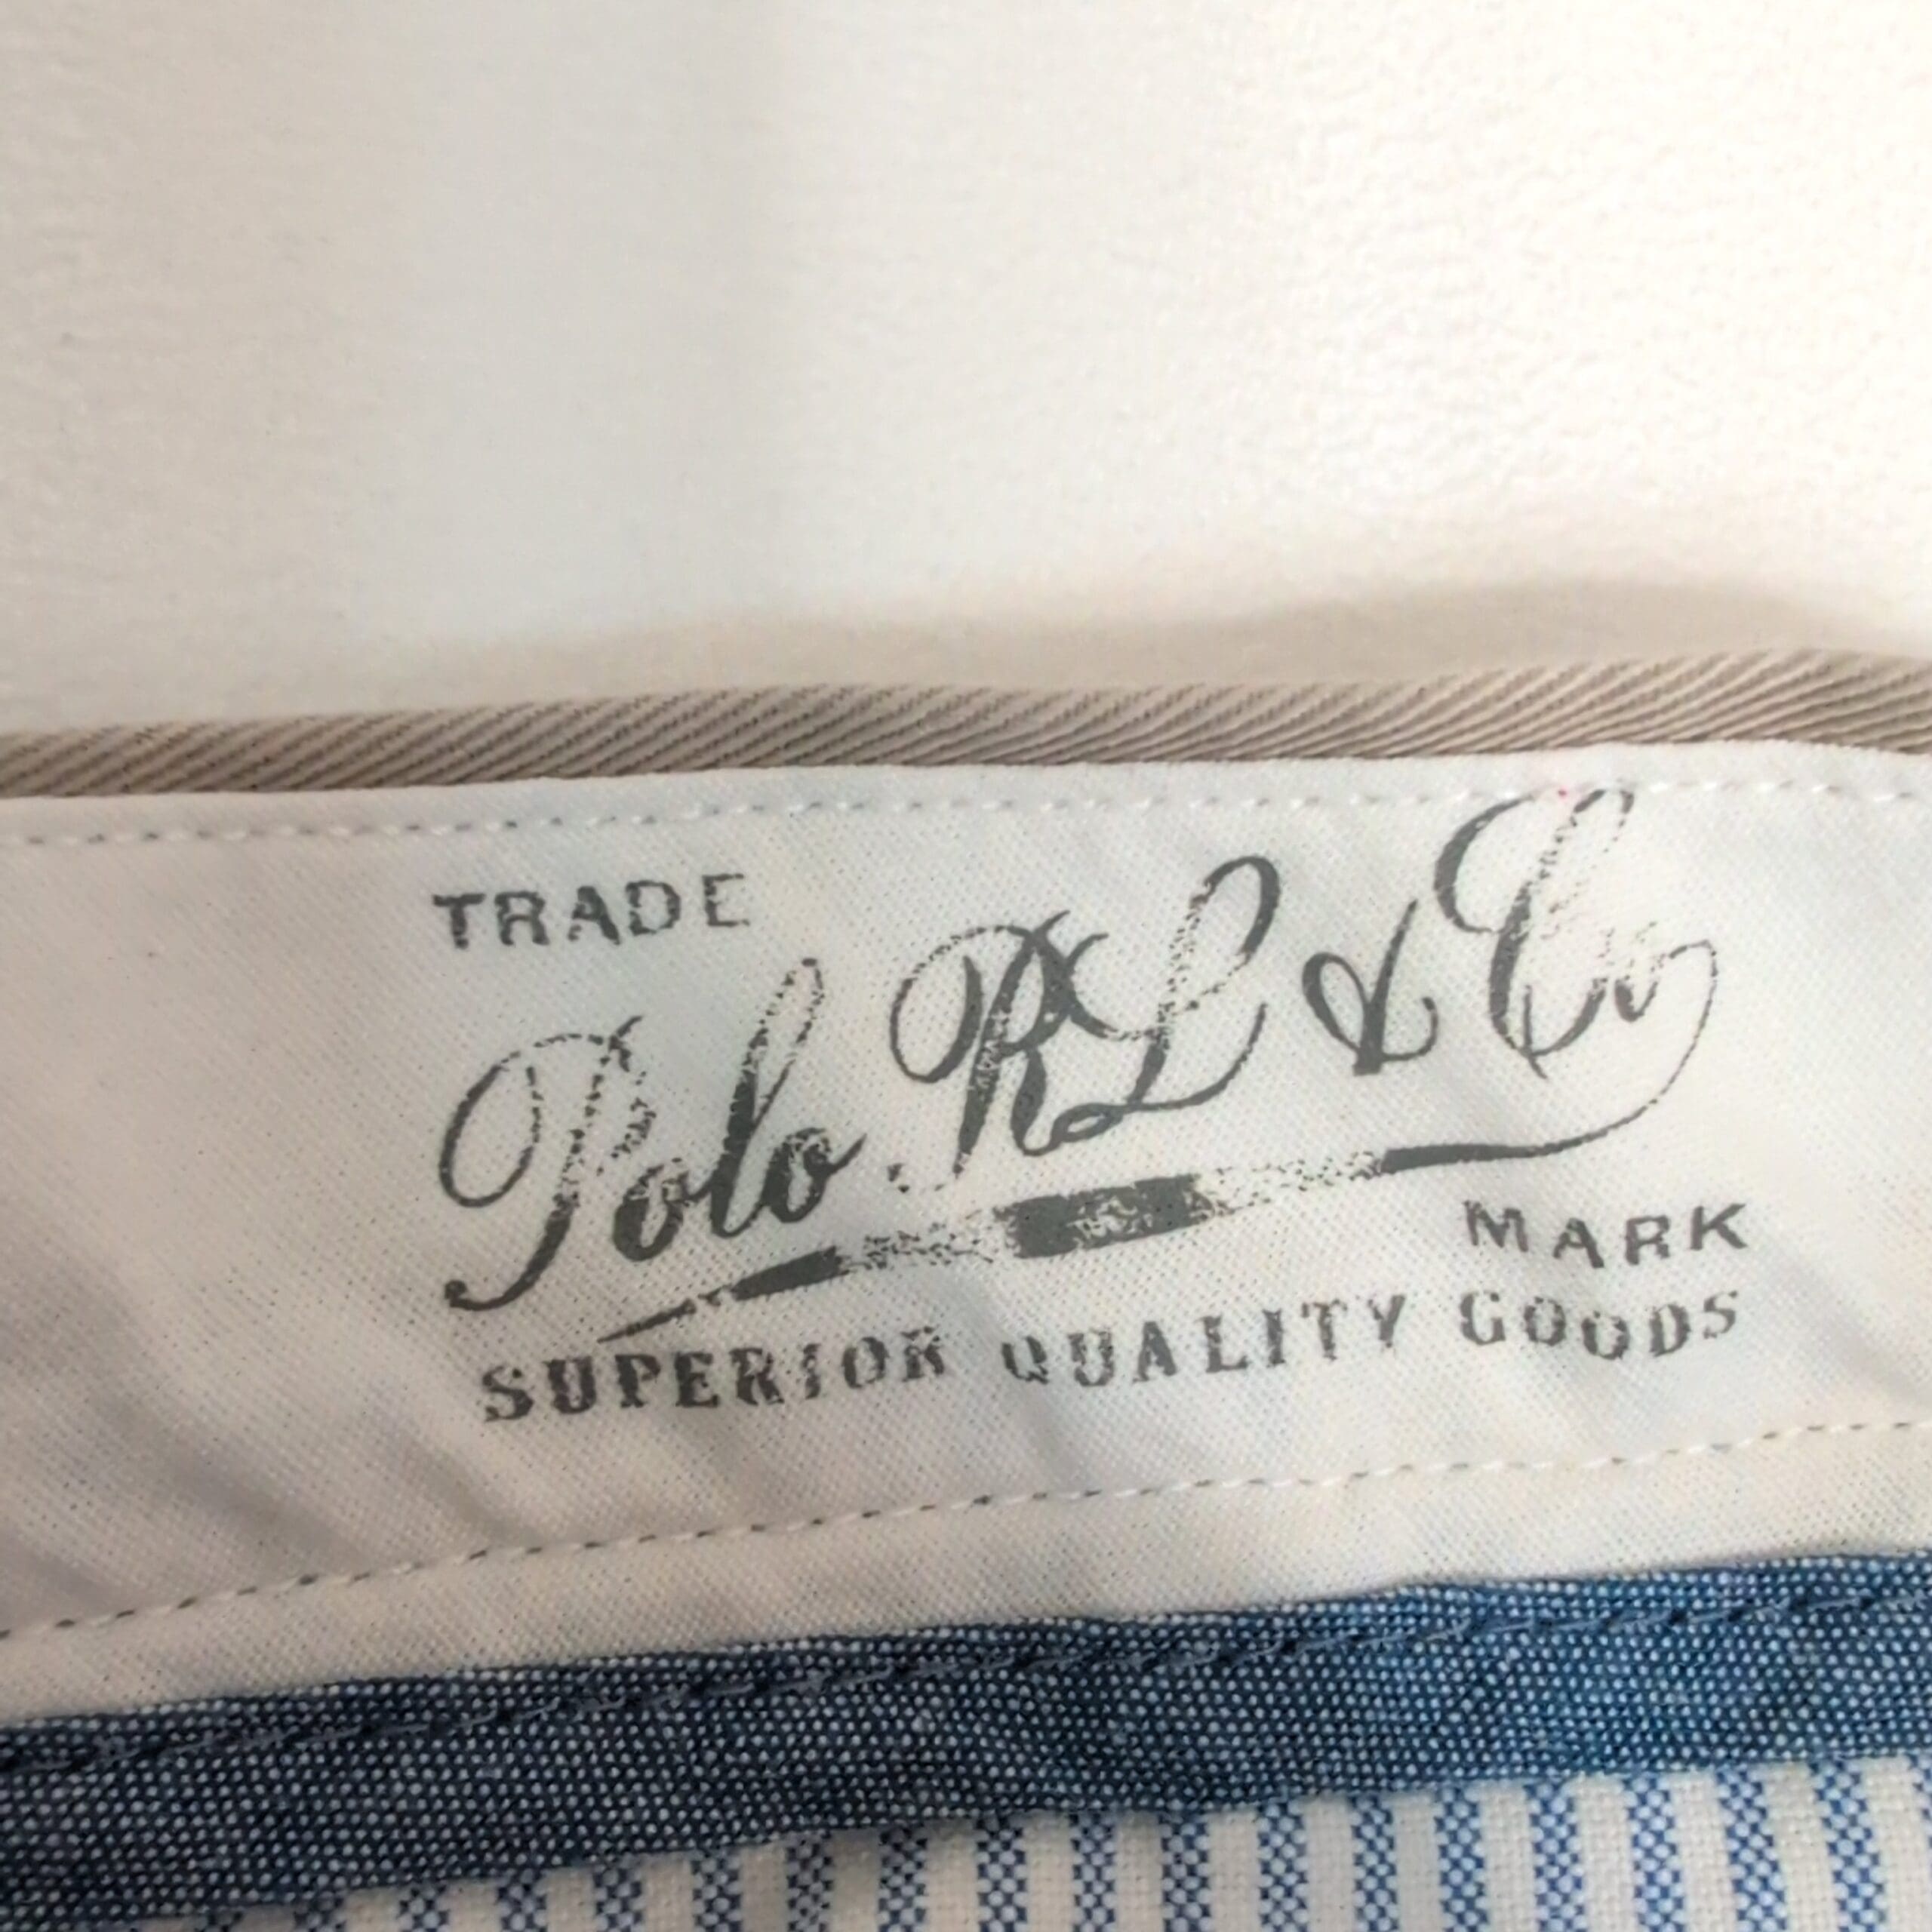 TRADE
Polo RL & Co
MARK
SUPERIOR QUALITY GOODS